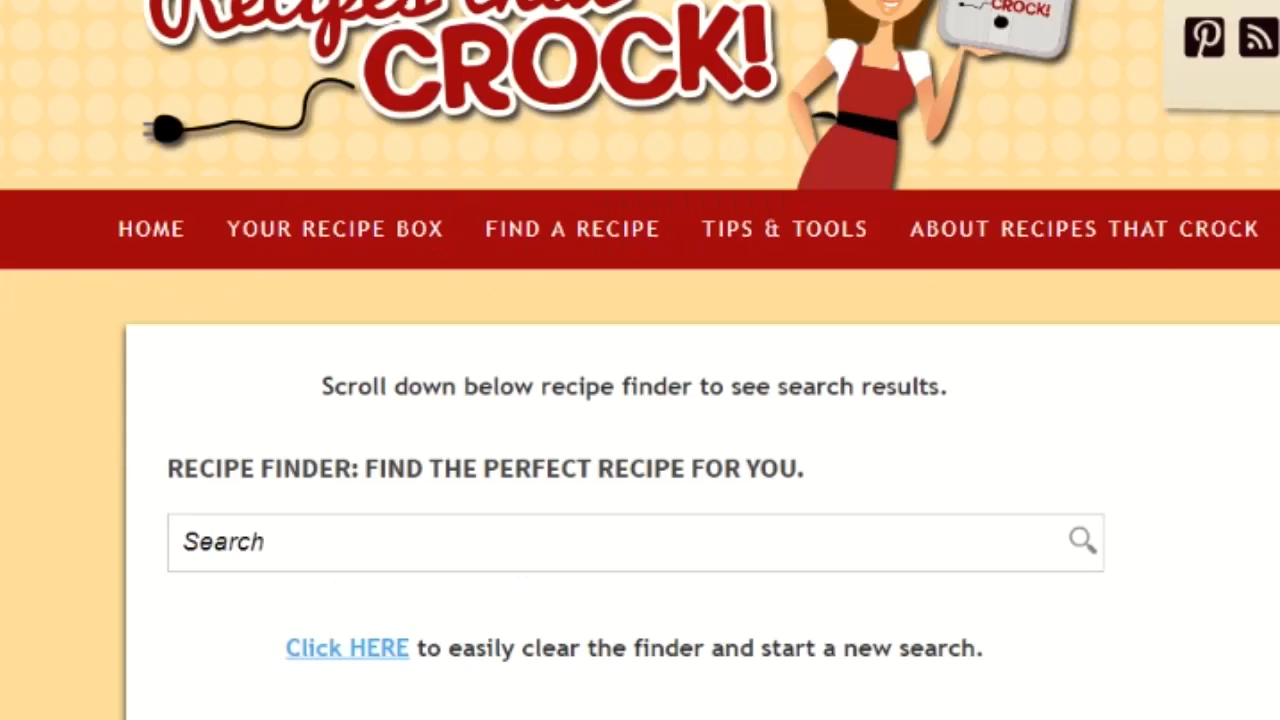 Recipes that
CROCK!
CROCK!
HOME YOUR RECIPE BOX FIND A RECIPE TIPS & TOOLS ABOUT RECIPES THAT CROCK
Scroll down below recipe finder to see search results.
RECIPE FINDER: FIND THE PERFECT RECIPE FOR YOU.
Search
Click HERE to easily clear the finder and start a new search.